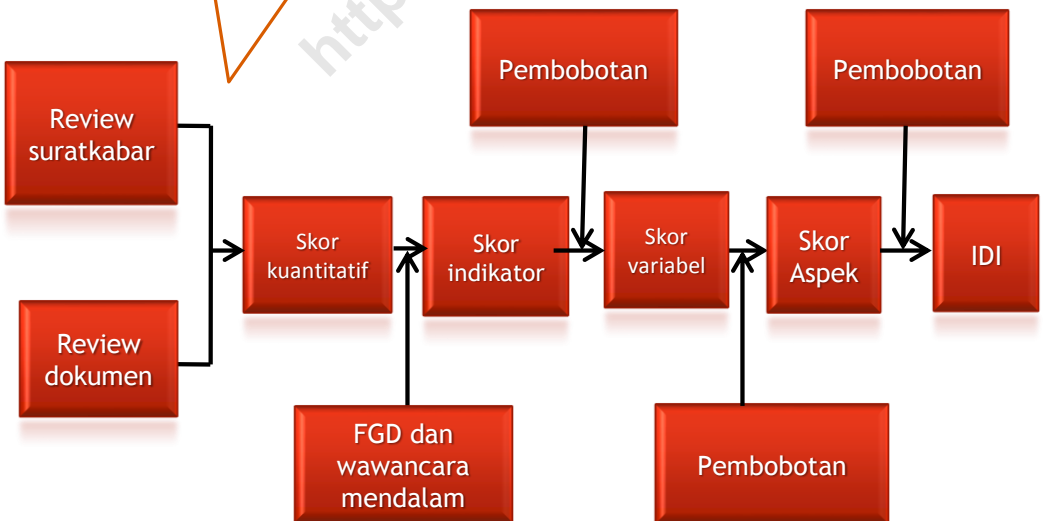 http
Pembobotan
Pembobotan
Review
suratkabar
Skor
kuantitatif
Skor
indikator
Skor
variabel
Skor
Aspek
IDI
Review
dokumen
FGD dan
wawancara
mendalam
Pembobotan